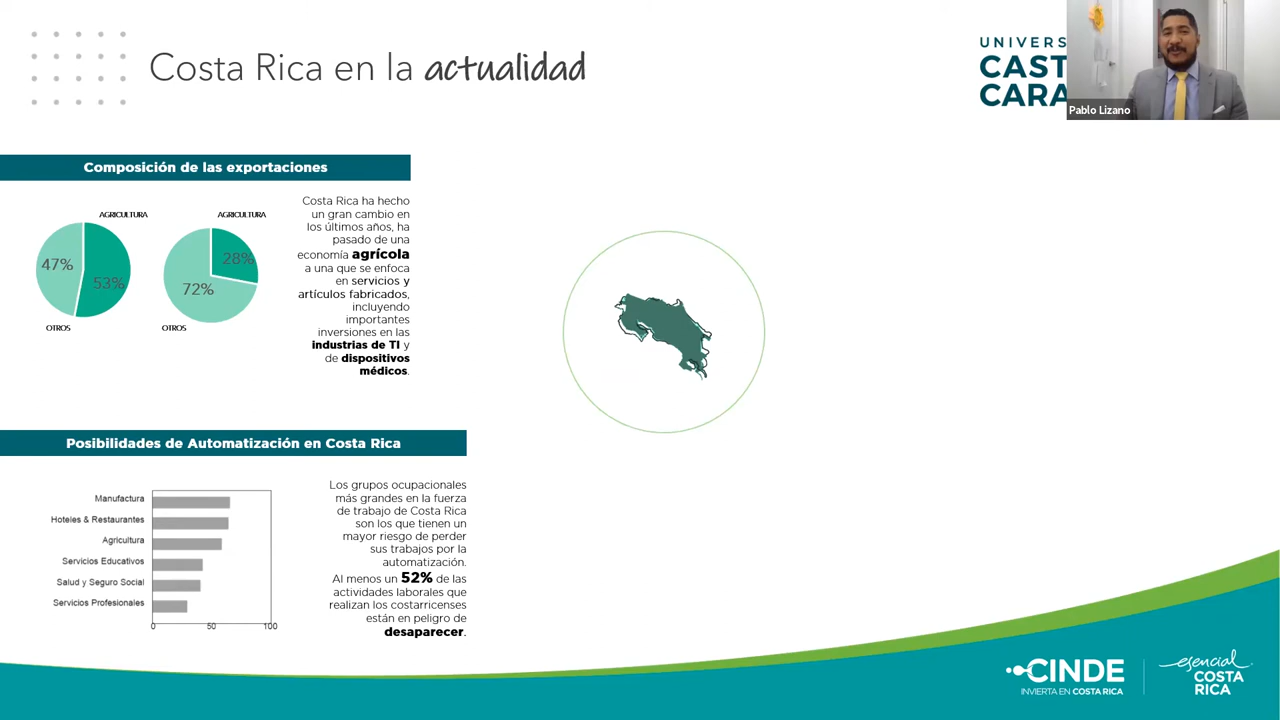 Costa Rica en la actualidad
UNIVERS
CAST
CARA
Pablo Lizano
Composición de las exportaciones
AGRICULTURA
47%
53%
OTROS
AGRICULTURA
28%
72%
OTROS
Costa Rica ha hecho
un gran cambio en
los últimos años, ha
pasado de una
economía agrícola
a una que se enfoca
en servicios y
artículos fabricados,
incluyendo
importantes
inversiones en las
industrias de TI y
de dispositivos
médicos.
Posibilidades de Automatización en Costa Rica
Manufactura
Hoteles & Restaurantes
Agricultura
Servicios Educativos
Salud y Seguro Social
Servicios Profesionales
0 50 100
Los grupos ocupacionales
más grandes en la fuerza
de trabajo de Costa Rica
son los que tienen un
mayor riesgo de perder
sus trabajos por la
automatización.
Al menos un 52% de las
actividades laborales que
realizan los costarricenses
están en peligro de
desaparecer.
CINDE
INVIERTA EN COSTA RICA
esencial
COSTA
RICA